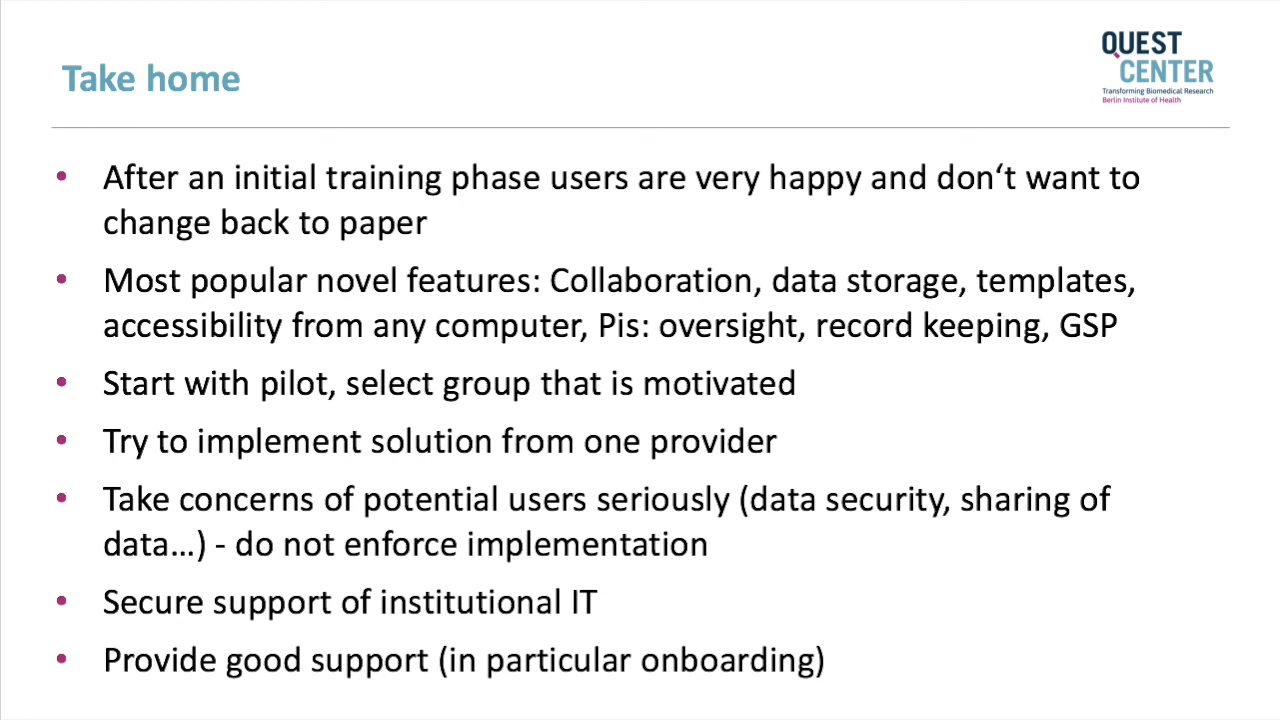 Take home
QUEST
CENTER
Transforming Biomedical Research
Berlin Institute of Health
• After an initial training phase users are very happy and don‘t want to
change back to paper
• Most popular novel features: Collaboration, data storage, templates,
accessibility from any computer, Pis: oversight, record keeping, GSP
• Start with pilot, select group that is motivated
• Try to implement solution from one provider
• Take concerns of potential users seriously (data security, sharing of
data…) - do not enforce implementation
• Secure support of institutional IT
• Provide good support (in particular onboarding)